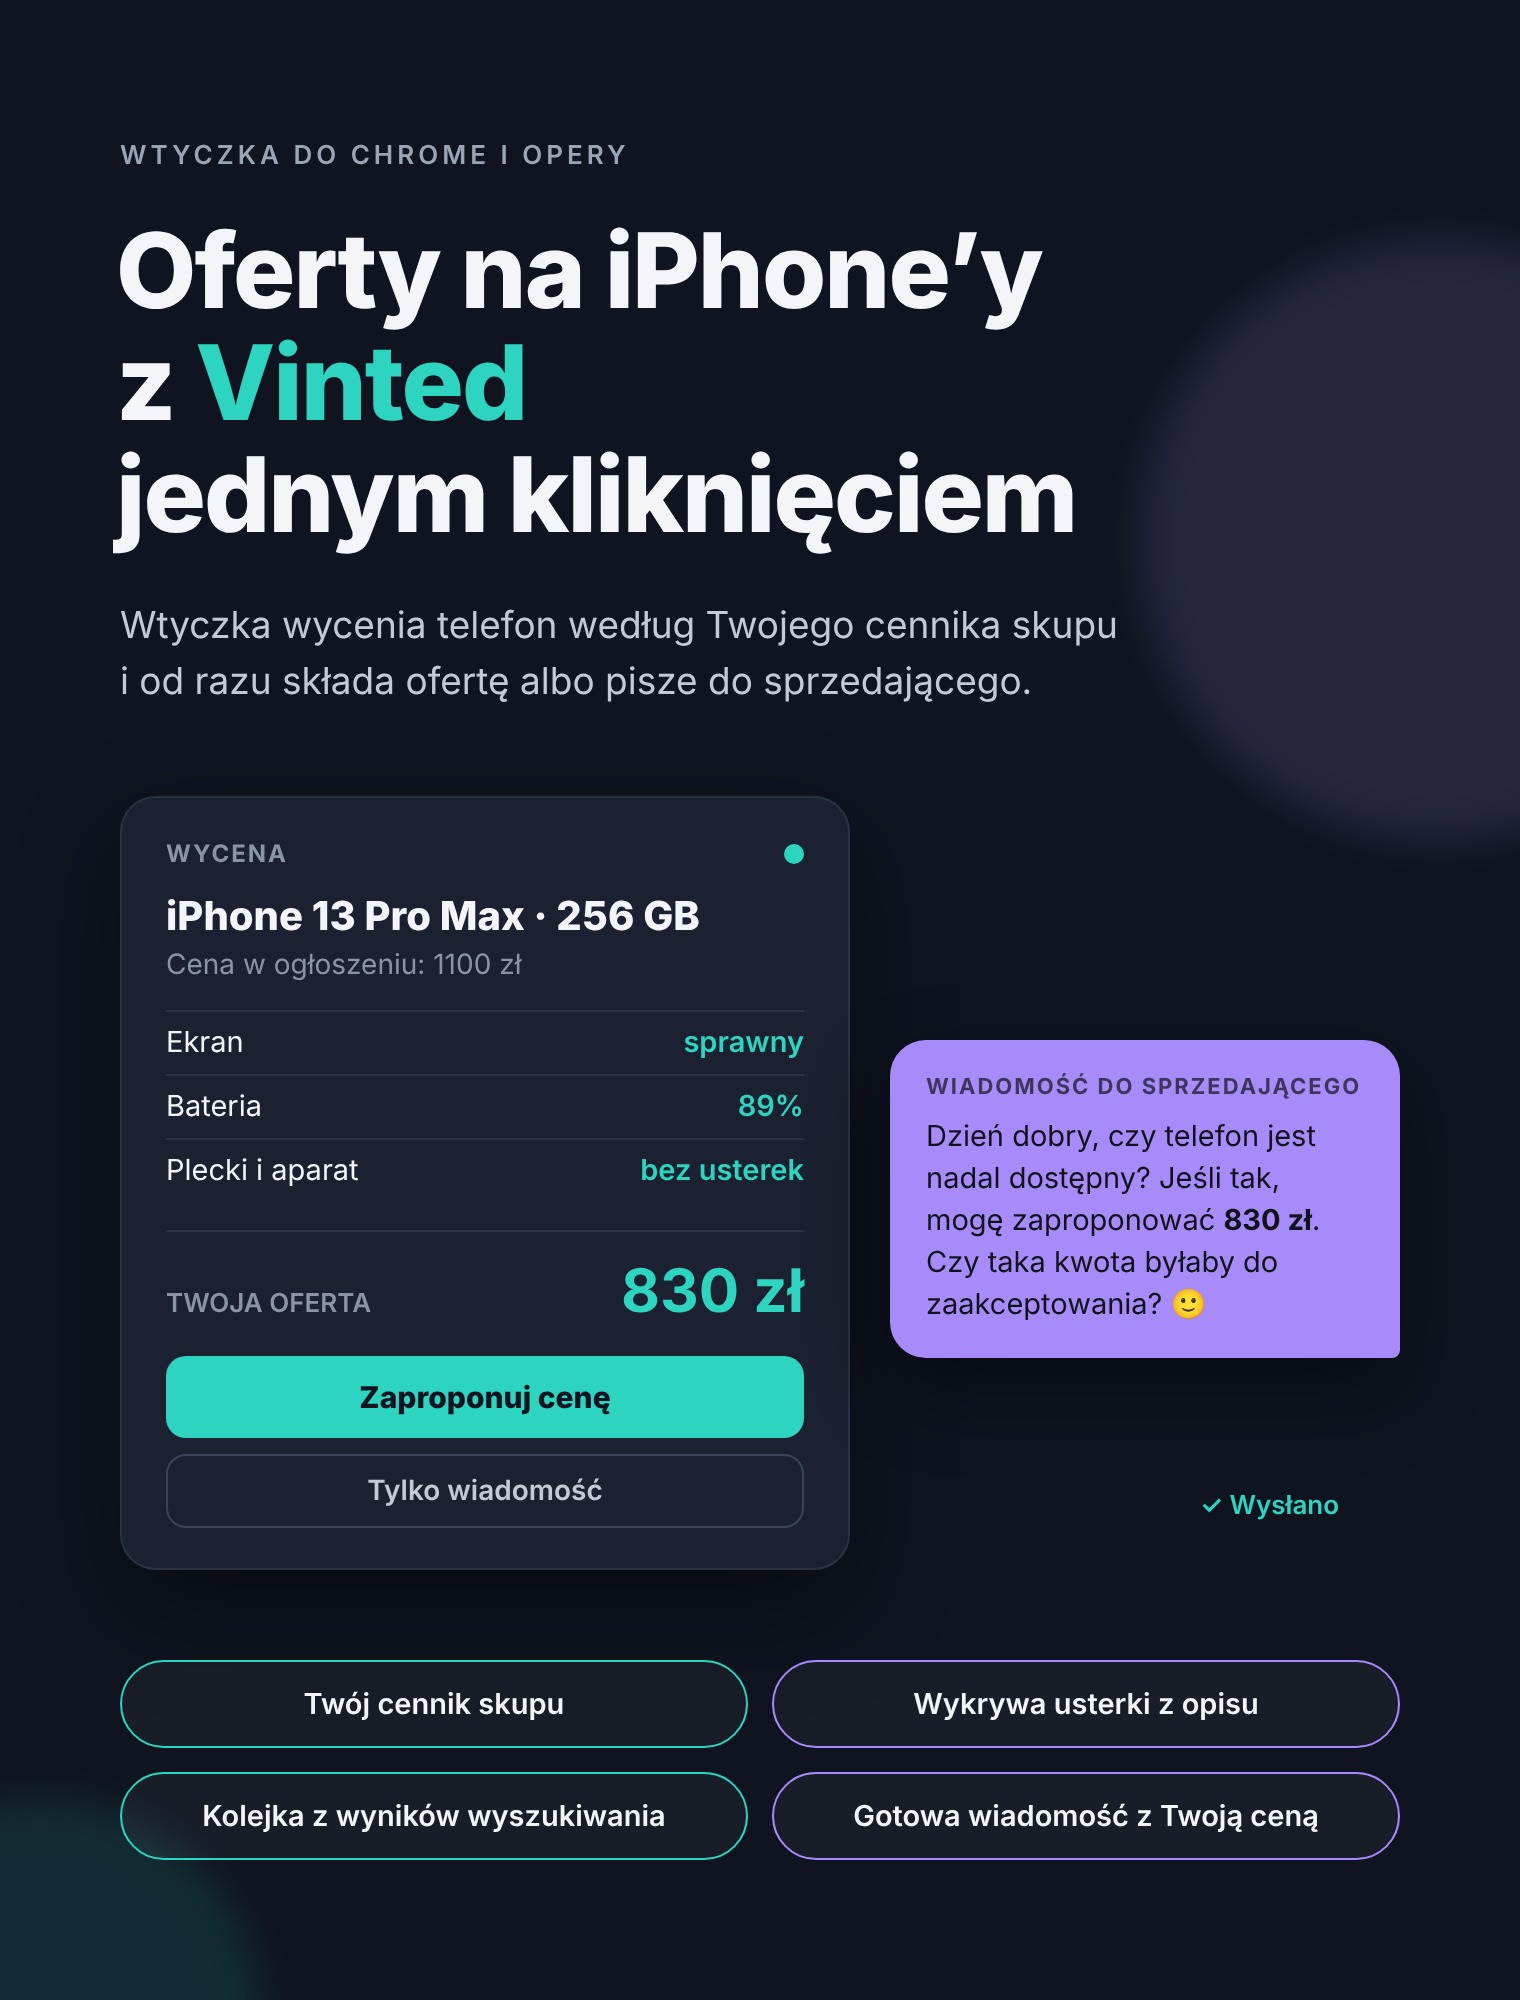 WTYCZKA DO CHROME I OPERY
Oferty na iPhone’y
z Vinted
jednym kliknięciem
Wtyczka wycenia telefon według Twojego cennika skupu
i od razu składa ofertę albo pisze do sprzedającego.
WYCENA
iPhone 13 Pro Max · 256 GB
Cena w ogłoszeniu: 1100 zł
Ekran sprawny
Bateria 89%
Plecki i aparat bez usterek
TWOJA OFERTA 830 zł
Zaproponuj cenę
Tylko wiadomość
WIADOMOŚĆ DO SPRZEDAJĄCEGO
Dzień dobry, czy telefon jest
nadal dostępny? Jeśli tak,
mogę zaproponować 830 zł.
Czy taka kwota byłaby do
zaakceptowania? 🙂
✓ Wysłano
Twój cennik skupu
Wykrywa usterki z opisu
Kolejka z wyników wyszukiwania
Gotowa wiadomość z Twoją ceną